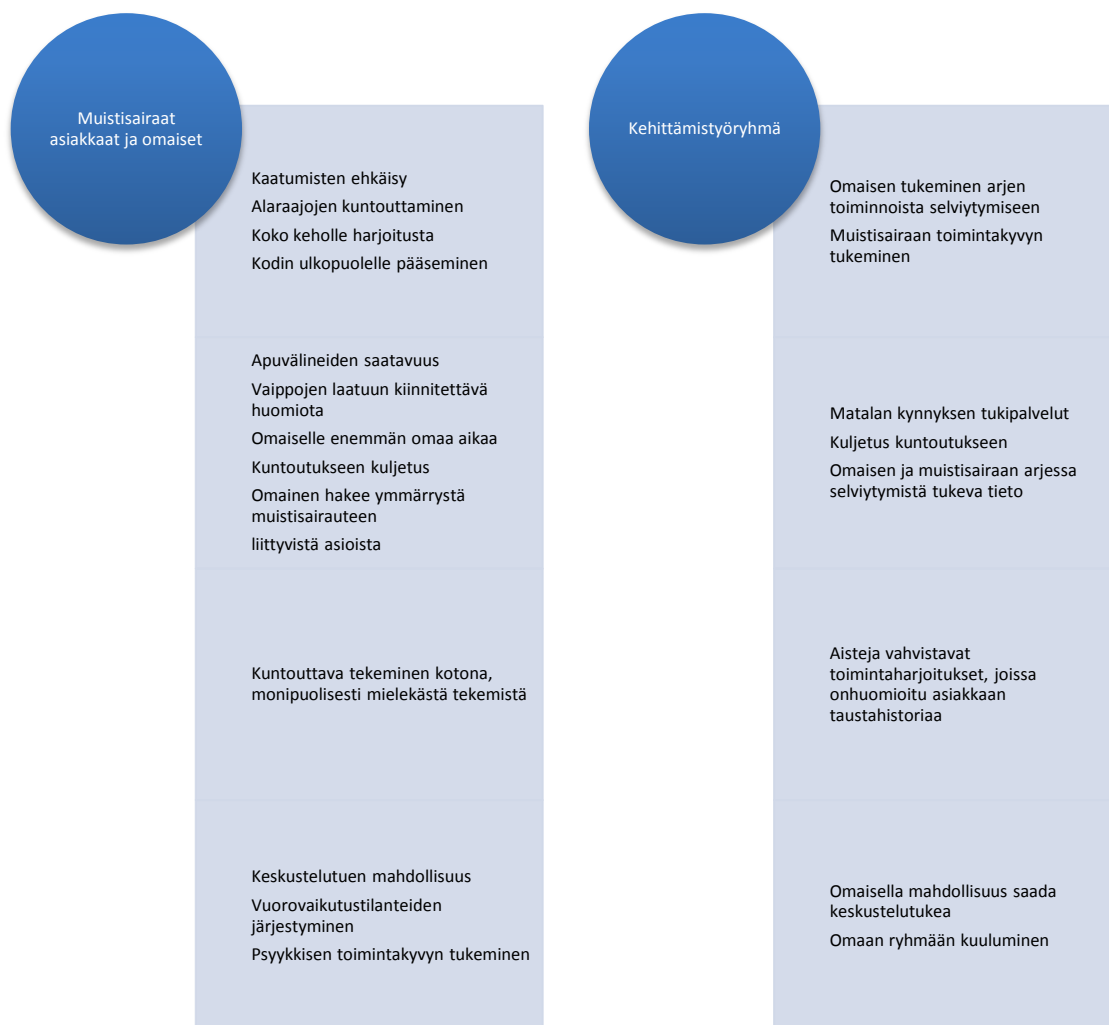 Muistisairaat
asiakkaat ja omaiset
Kaatumisten ehkäisy
Alaraajojen kuntouttaminen
Koko keholle harjoitusta
Kodin ulkopuolelle pääseminen
Apuvälineiden saatavuus
Vaippojen laatuun kiinnitettävä
huomiota
Omaiselle enemmän omaa aikaa
Kuntoutukseen kuljetus
Omainen hakee ymmärrystä
muistisairauteen
liittyvistä asioista
Kuntouttava tekeminen kotona,
monipuolisesti mielekästä tekemistä
Keskustelutuen mahdollisuus
Vuorovaikutustilanteiden
järjestyminen
Psyykkisen toimintakyvyn tukeminen
Kehittämistyöryhmä
Omaisen tukeminen arjen
toiminnoista selviytymiseen
Muistisairaan toimintakyvyn
tukeminen
Matalan kynnyksen tukipalvelut
Kuljetus kuntoutukseen
Omaisen ja muistisairaan arjessa
selviytymistä tukeva tieto
Aisteja vahvistavat
toimintaharjoitukset, joissa
onhuomioitu asiakkaan
taustahistoriaa
Omaisella mahdollisuus saada
keskustelutukea
Omaan ryhmään kuuluminen